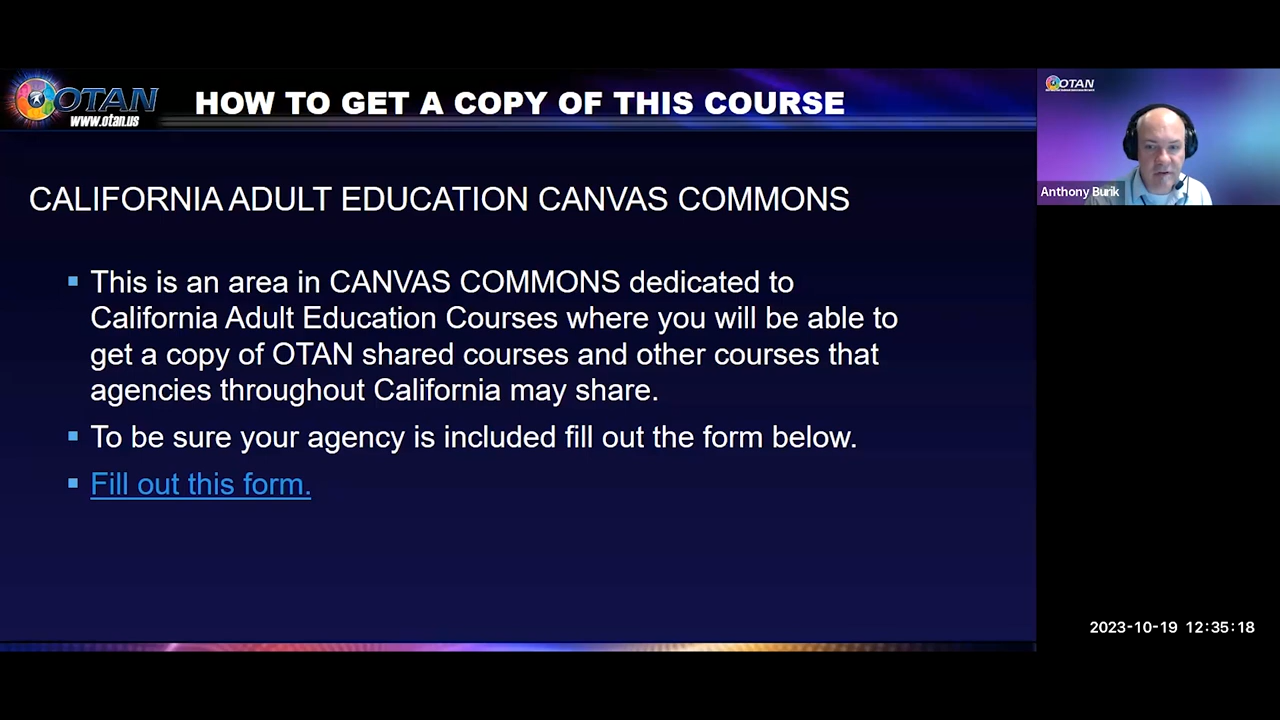 OTAN
www.otan.us
HOW TO GET A COPY OF THIS COURSE
OTAN
Anthony Burik
CALIFORNIA ADULT EDUCATION CANVAS COMMONS
This is an area in CANVAS COMMONS dedicated to
California Adult Education Courses where you will be able to
get a copy of OTAN shared courses and other courses that
agencies throughout California may share.
To be sure your agency is included fill out the form below.
Fill out this form.
2023-10-19 12:35:18